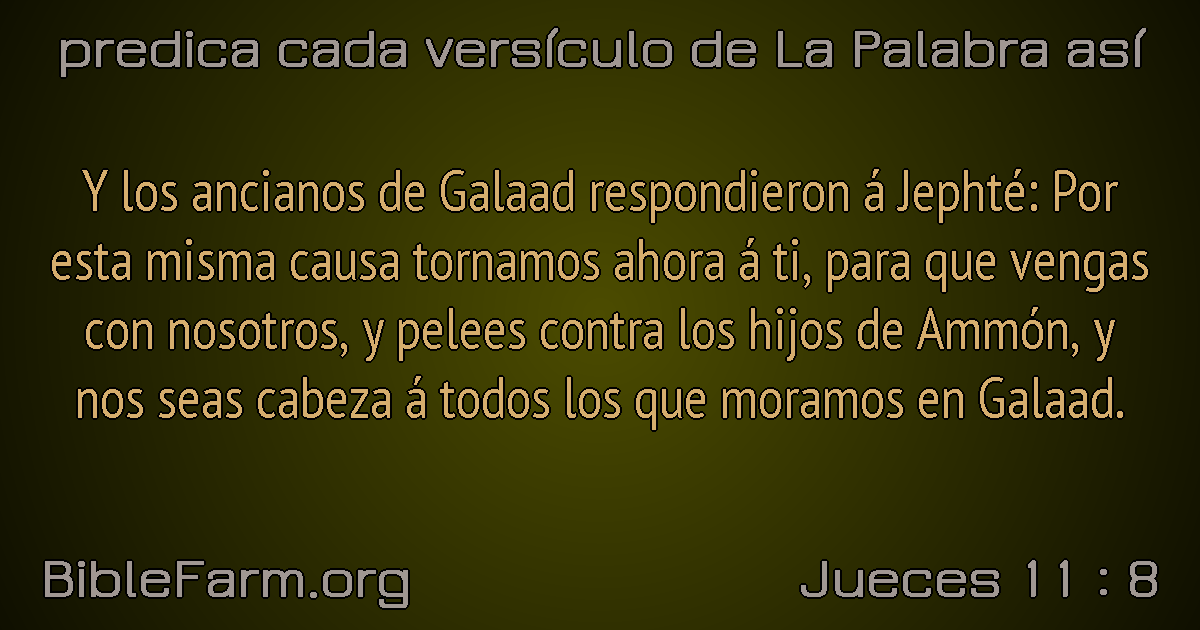 predica cada versículo de La Palabra así
Y los ancianos de Galaad respondieron á Jephté: Por
esta misma causa tornamos ahora á ti, para que vengas
con nosotros, y pelees contra los hijos de Ammón, y
nos seas cabeza á todos los que moramos en Galaad.
BibleFarm.org
Jueces 11 : 8